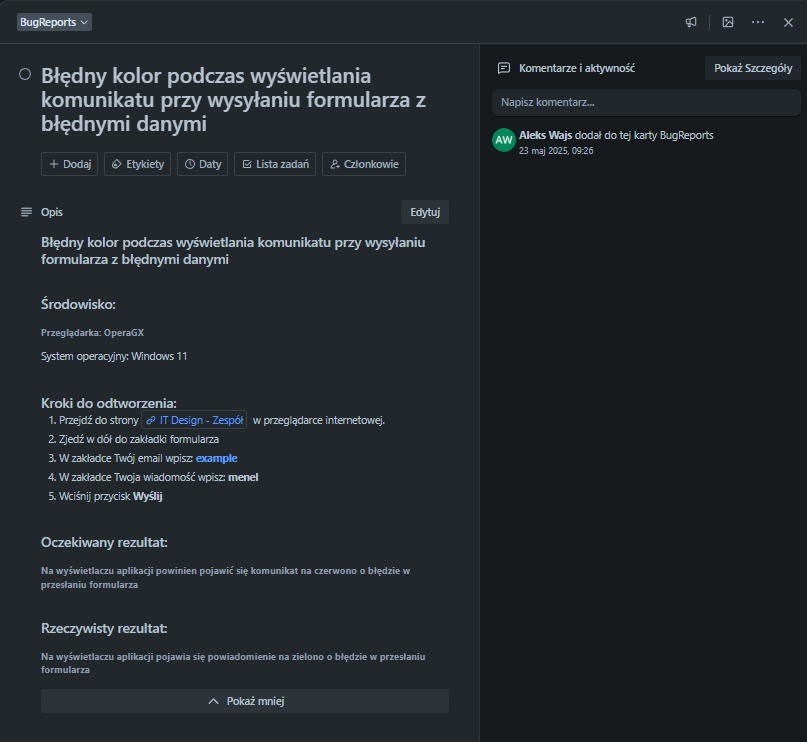 BugReports
Błędny kolor podczas wyświetlania
komunikatu przy wysyłaniu formularza z
błędnymi danymi
Dodaj
Etykiety
Daty
Lista zadań
Członkowie
Opis
Edytuj
Błędny kolor podczas wyświetlania komunikatu przy wysyłaniu
formularza z błędnymi danymi
Środowisko:
Przeglądarka: OperaGX
System operacyjny: Windows 11
Kroki do odtworzenia:
1. Przejdź do strony IT Design - Zespół w przeglądarce internetowej.
2. Zjedź w dół do zakładki formularza
3. W zakładce Twój email wpisz: example
4. W zakładce Twoja wiadomość wpisz: menel
5. Wciśnij przycisk Wyślij
Oczekiwany rezultat:
Na wyświetlaczu aplikacji powinien pojawić się komunikat na czerwono o błędzie w
przesłaniu formularza
Rzeczywisty rezultat:
Na wyświetlaczu aplikacji pojawia się powiadomienie na zielono o błędzie w przesłaniu
formularza
Pokaż mniej
Komentarze i aktywność
Pokaż Szczegóły
Napisz komentarz...
AW
Aleks Wajs dodał do tej karty BugReports
23 maj 2025, 09:26